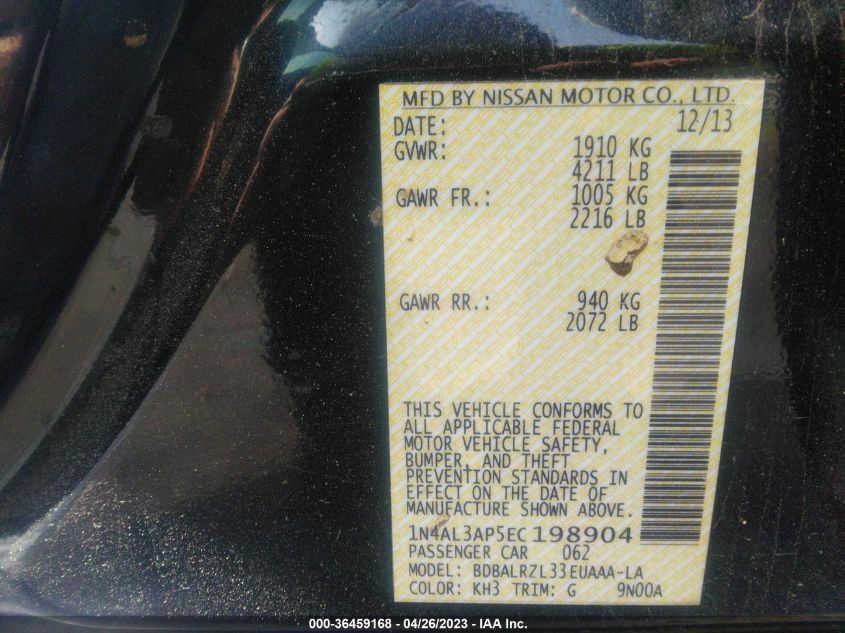 MFD BY NISSAN MOTOR CO., LTD.
DATE: 12/13
GVWR: 1910 KG
4211 LB
GAWR FR.: 1005 KG
2216 LB
GAWR RR.: 940 KG
2072 LB
THIS VEHICLE CONFORMS TO
ALL APPLICABLE FEDERAL
MOTOR VEHICLE SAFETY,
BUMPER, AND THEFT
PREVENTION STANDARDS IN
EFFECT ON THE DATE OF
MANUFACTURE SHOWN ABOVE.
1N4AL3AP5EC198904
PASSENGER CAR 062
MODEL: BDBALRZL33EUAAA-LA
COLOR: KH3 TRIM: G 9N00A
000-36459168 - 04/26/2023 - IAA Inc.